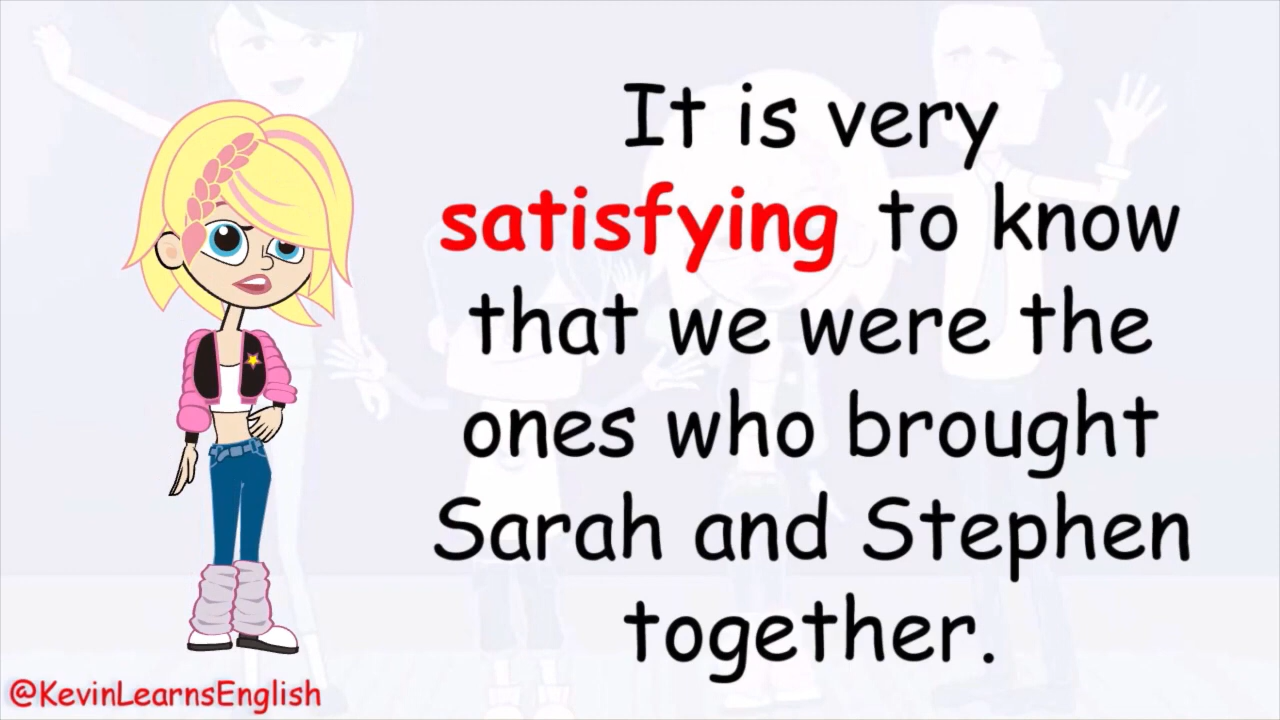 It is very
satisfying to know
that we were the
ones who brought
Sarah and Stephen
together.
@KevinLearnsEnglish